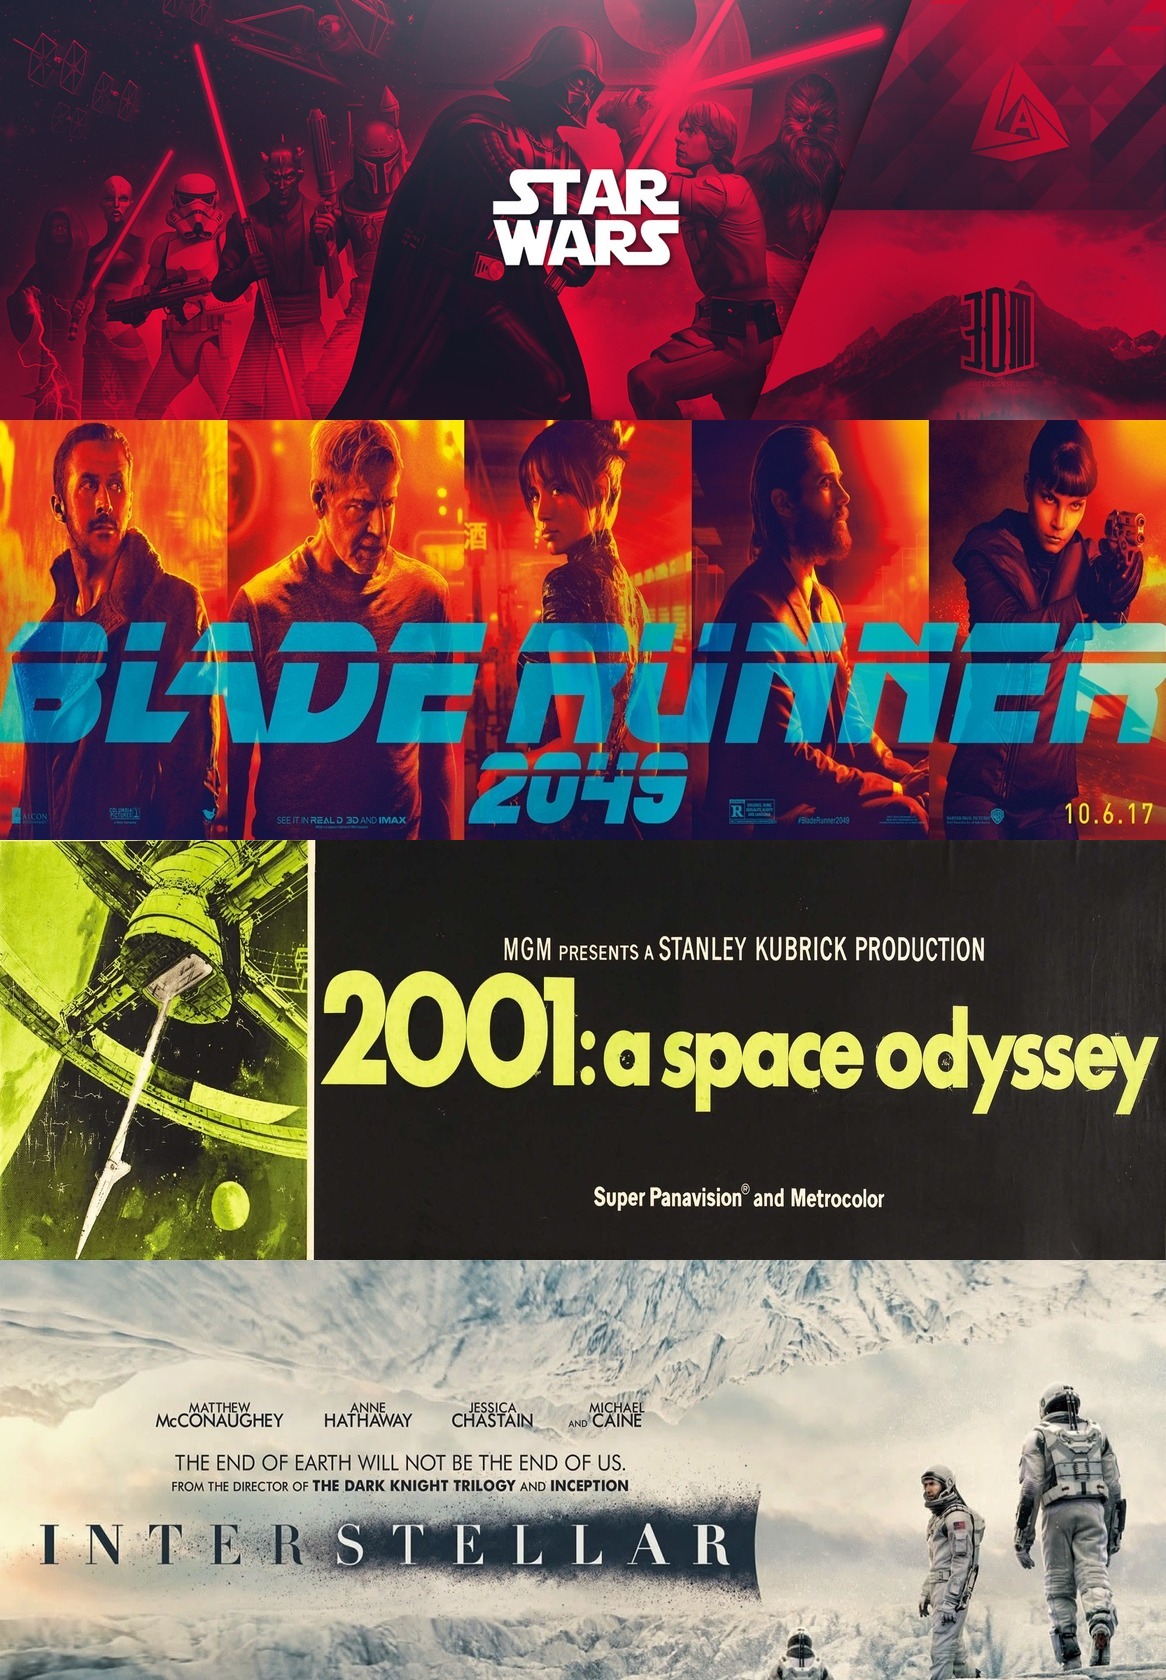 STAR
WARS
A
3DM
酒
BLADE RUNNER
2049
ALCON
COLUMBIA
PICTURES
SEE IT IN REAL D 3D AND IMAX
R
#BladeRunner2049
10.6.17
MGM PRESENTS A STANLEY KUBRICK PRODUCTION
2001: a space odyssey
Super Panavision® and Metrocolor
MATTHEW McCONAUGHEY ANNE HATHAWAY JESSICA CHASTAIN AND MICHAEL CAINE
THE END OF EARTH WILL NOT BE THE END OF US.
FROM THE DIRECTOR OF THE DARK KNIGHT TRILOGY AND INCEPTION
INTERSTELLAR